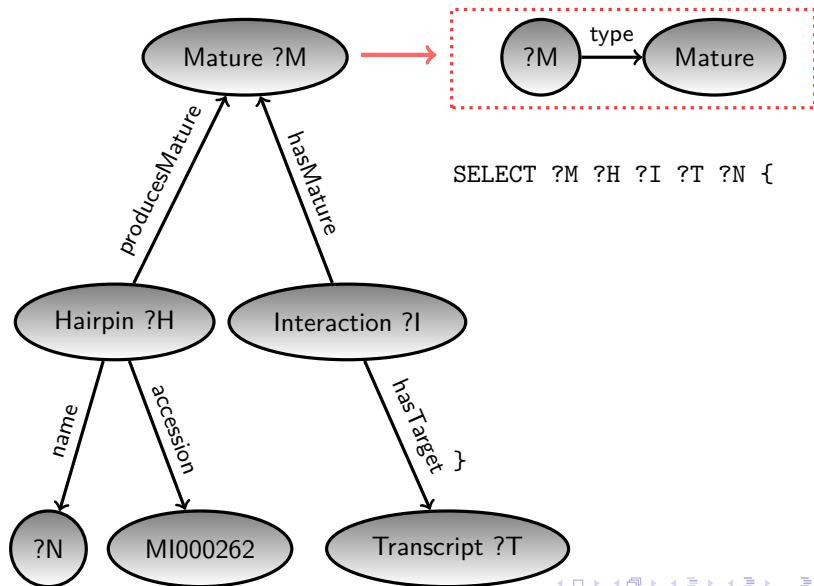 Mature ?M
?M
type
Mature
SELECT ?M ?H ?I ?T ?N {
producesMature
hasMature
Hairpin ?H
Interaction ?I
name
accession
hasTarget
}
?N
MI000262
Transcript ?T